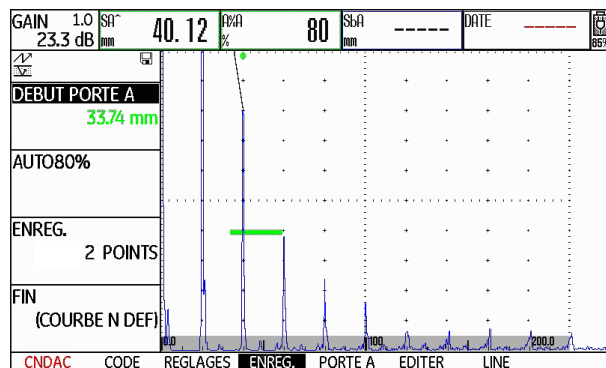 GAIN 1.0
23.3 dB
SA^
mm
40.12
A%A
%
80
SbA
mm
------
DATE
------
85%
DEBUT PORTE A
33.74 mm
AUTO80%
ENREG.
2 POINTS
FIN
(COURBE N DEF)
0.0
100.
200.0
CNDAC CODE REGLAGES ENREG. PORTE A EDITER LINE